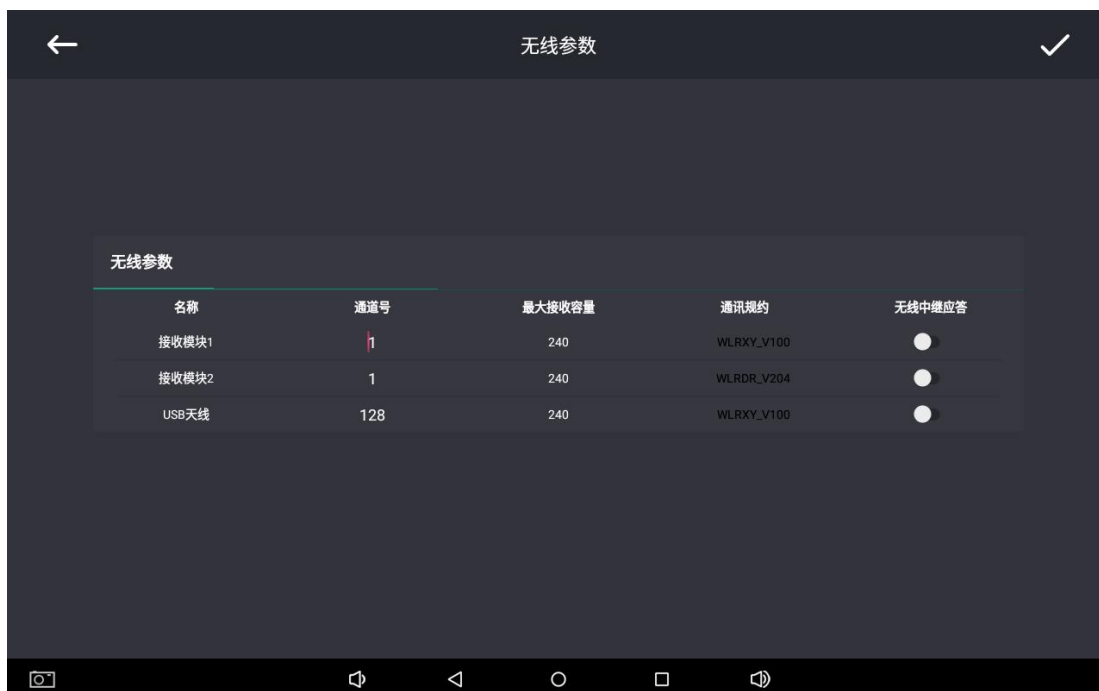 无线参数
无线参数
名称 通道号 最大接收容量 通讯规约 无线中继应答
接收模块1 1 240 WLRXY_V100
接收模块2 1 240 WLRDR_V204
USB天线 128 240 WLRXY_V100